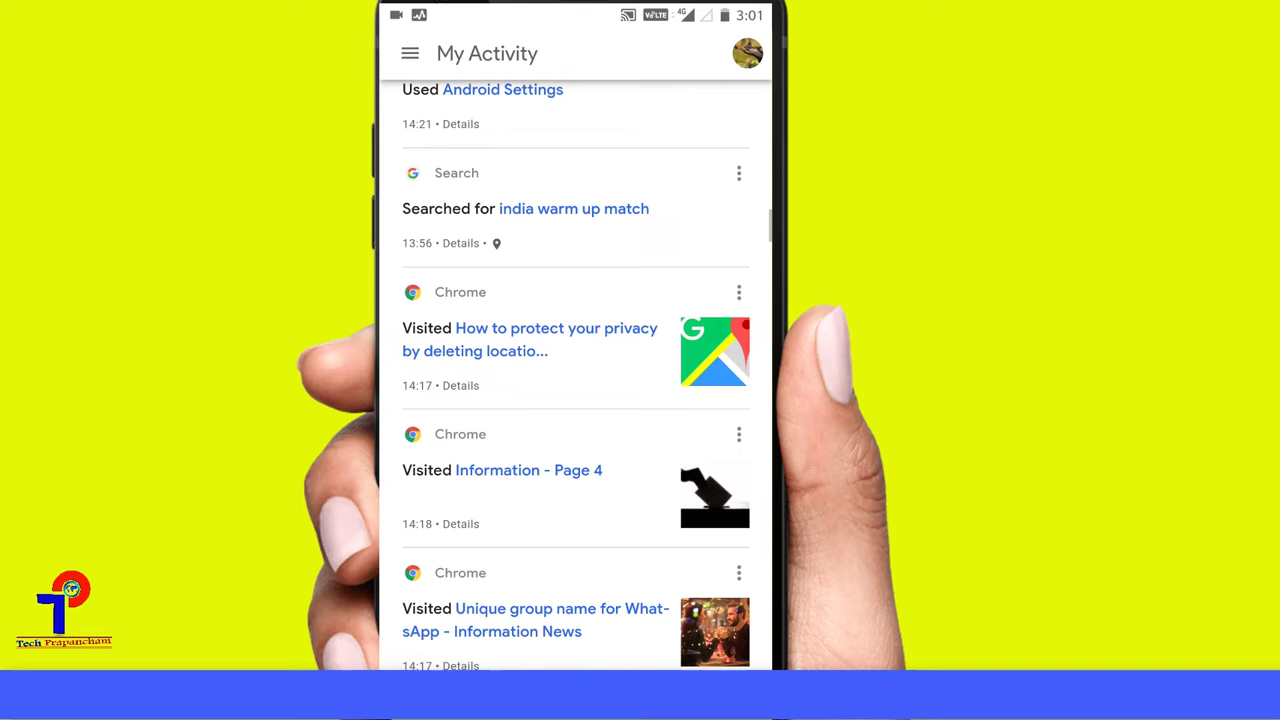 VoLTE 4G 3:01
My Activity
Used Android Settings
14:21 • Details
Search
Searched for india warm up match
13:56 • Details •
Chrome
Visited How to protect your privacy
by deleting locatio...
14:17 • Details
Chrome
Visited Information - Page 4
14:18 • Details
Chrome
Visited Unique group name for What-
sApp - Information News
14:17 • Details
Tech Prapancham